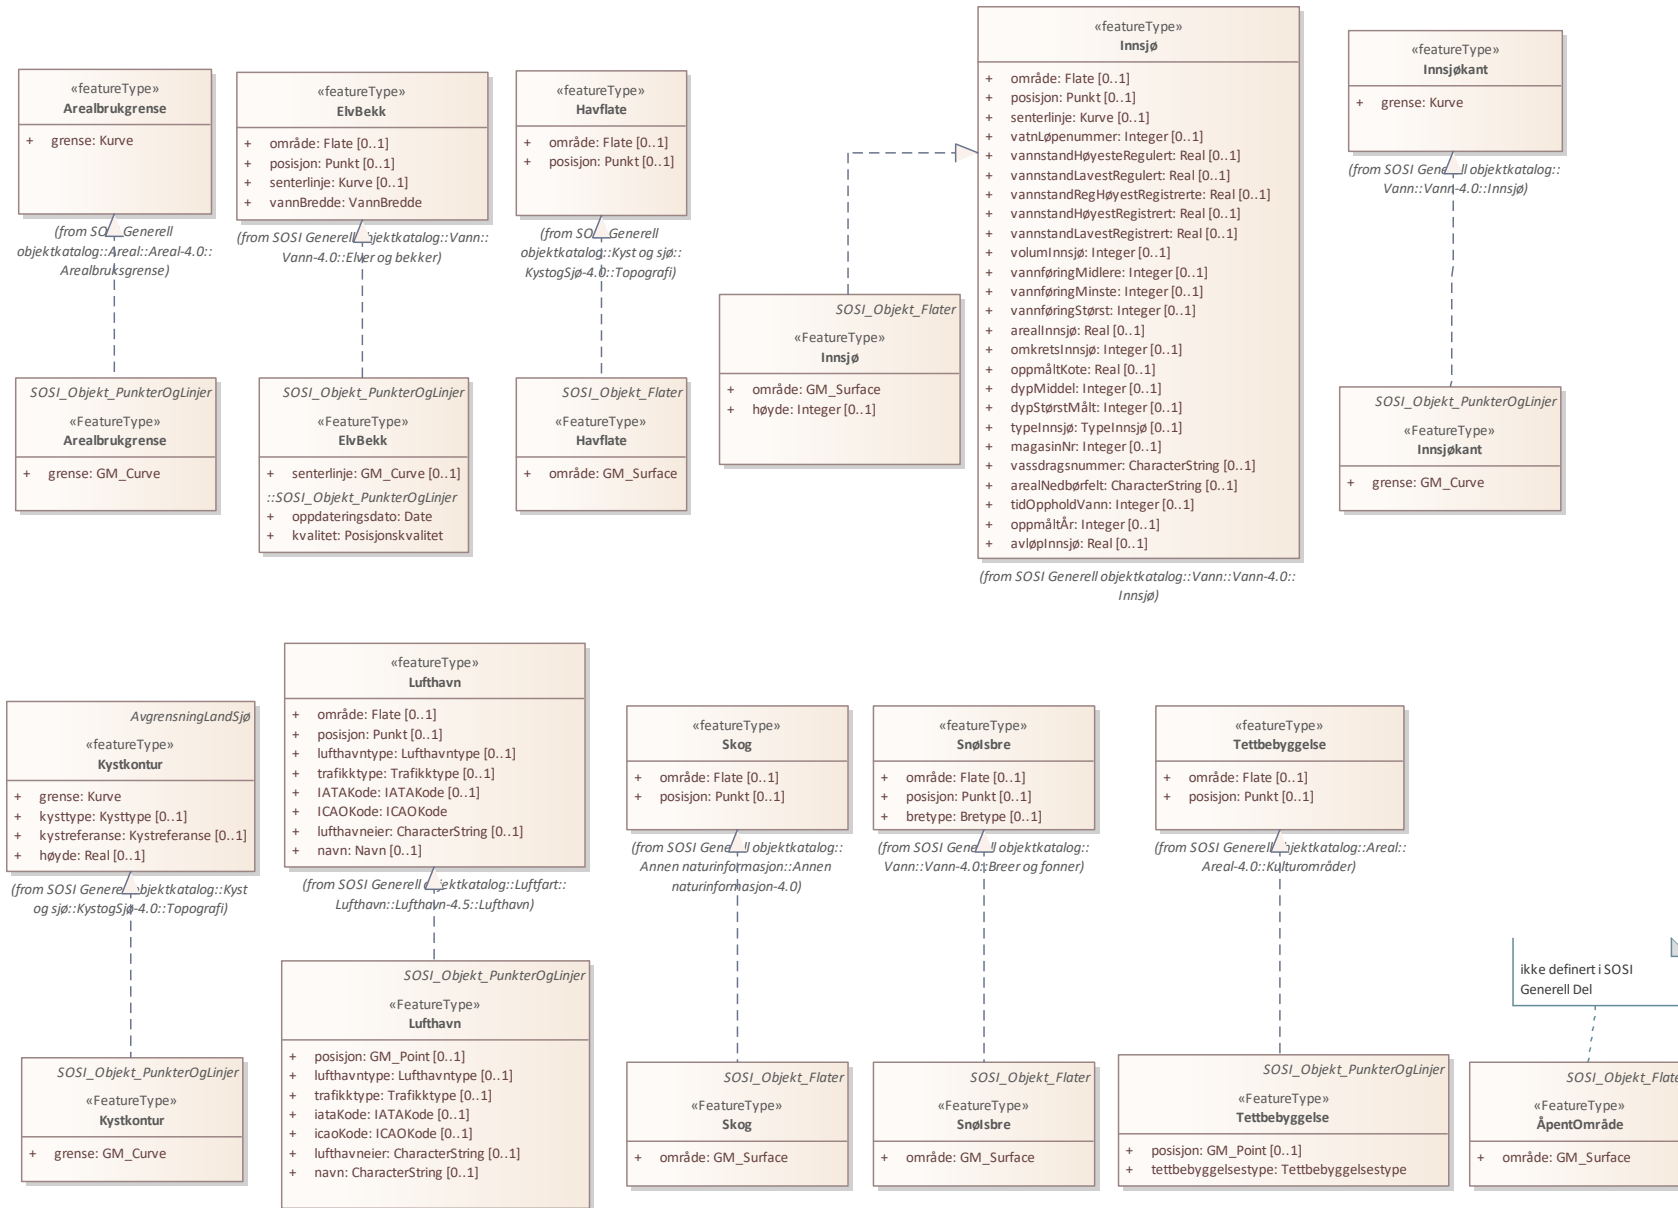 «featureType»
Arealbrukgrense
+ grense: Kurve
(from SOSI Generell
objektkatalog::Areal::Areal-4.0::
Arealbruksgrense)
SOSI_Objekt_PunkterOgLinjer
«FeatureType»
Arealbrukgrense
+ grense: GM_Curve
«featureType»
ElvBekk
+ område: Flate [0..1]
+ posisjon: Punkt [0..1]
+ senterlinje: Kurve [0..1]
+ vannBredde: VannBredde
(from SOSI Generell objektkatalog::Vann::
Vann-4.0::Elver og bekker)
SOSI_Objekt_PunkterOgLinjer
«FeatureType»
ElvBekk
+ senterlinje: GM_Curve [0..1]
::SOSI_Objekt_PunkterOgLinjer
+ oppdateringsdato: Date
+ kvalitet: Posisjonskvalitet
«featureType»
Havflate
+ område: Flate [0..1]
+ posisjon: Punkt [0..1]
(from SOSI Generell
objektkatalog::Kyst og sjø::
KystogSjø-4.0::Topografi)
SOSI_Objekt_Flater
«FeatureType»
Havflate
+ område: GM_Surface
SOSI_Objekt_Flater
«FeatureType»
Innsjø
+ område: GM_Surface
+ høyde: Integer [0..1]
«featureType»
Innsjø
+ område: Flate [0..1]
+ posisjon: Punkt [0..1]
+ senterlinje: Kurve [0..1]
+ vatnLøpenummer: Integer [0..1]
+ vannstandHøyesteRegulert: Real [0..1]
+ vannstandLavestRegulert: Real [0..1]
+ vannstandRegHøyestRegistrerte: Real [0..1]
+ vannstandHøyestRegistrert: Real [0..1]
+ vannstandLavestRegistrert: Real [0..1]
+ volumInnsjø: Integer [0..1]
+ vannføringMidlere: Integer [0..1]
+ vannføringMinste: Integer [0..1]
+ vannføringStørst: Integer [0..1]
+ arealInnsjø: Real [0..1]
+ omkretsInnsjø: Integer [0..1]
+ oppmåltKote: Real [0..1]
+ dypMiddel: Integer [0..1]
+ dypStørstMålt: Integer [0..1]
+ typeInnsjø: TypeInnsjø [0..1]
+ magasinNr: Integer [0..1]
+ vassdragsnummer: CharacterString [0..1]
+ arealNedbørfelt: CharacterString [0..1]
+ tidOppholdVann: Integer [0..1]
+ oppmåltÅr: Integer [0..1]
+ avløpInnsjø: Real [0..1]
(from SOSI Generell objektkatalog::Vann::Vann-4.0::
Innsjø)
«featureType»
Innsjøkant
+ grense: Kurve
(from SOSI Generell objektkatalog::
Vann::Vann-4.0::Innsjø)
SOSI_Objekt_PunkterOgLinjer
«FeatureType»
Innsjøkant
+ grense: GM_Curve
AvgrensningLandSjø
«featureType»
Kystkontur
+ grense: Kurve
+ kysttype: Kysttype [0..1]
+ kystreferanse: Kystreferanse [0..1]
+ høyde: Real [0..1]
(from SOSI Generell objektkatalog::Kyst
og sjø::KystogSjø-4.0::Topografi)
SOSI_Objekt_PunkterOgLinjer
«FeatureType»
Kystkontur
+ grense: GM_Curve
«featureType»
Lufthavn
+ område: Flate [0..1]
+ posisjon: Punkt [0..1]
+ lufthavntype: Lufthavntype [0..1]
+ trafikktype: Trafikktype [0..1]
+ IATAKode: IATAKode [0..1]
+ ICAOKode: ICAOKode
+ lufthavneier: CharacterString [0..1]
+ navn: Navn [0..1]
(from SOSI Generell objektkatalog::Luftfart::
Lufthavn::Lufthavn-4.5::Lufthavn)
SOSI_Objekt_PunkterOgLinjer
«FeatureType»
Lufthavn
+ posisjon: GM_Point [0..1]
+ lufthavntype: Lufthavntype [0..1]
+ trafikktype: Trafikktype [0..1]
+ iataKode: IATAKode [0..1]
+ icaoKode: ICAOKode [0..1]
+ lufthavneier: CharacterString [0..1]
+ navn: CharacterString [0..1]
«featureType»
Skog
+ område: Flate [0..1]
+ posisjon: Punkt [0..1]
(from SOSI Generell objektkatalog::
Annen naturinformasjon::Annen
naturinformasjon-4.0)
SOSI_Objekt_Flater
«FeatureType»
Skog
+ område: GM_Surface
«featureType»
SnøIsbre
+ område: Flate [0..1]
+ posisjon: Punkt [0..1]
+ bretype: Bretype [0..1]
(from SOSI Generell objektkatalog::
Vann::Vann-4.0::Breer og fonner)
SOSI_Objekt_Flater
«FeatureType»
SnøIsbre
+ område: GM_Surface
«featureType»
Tettbebyggelse
+ område: Flate [0..1]
+ posisjon: Punkt [0..1]
(from SOSI Generell objektkatalog::Areal::
Areal-4.0::Kulturområder)
SOSI_Objekt_PunkterOgLinjer
«FeatureType»
Tettbebyggelse
+ posisjon: GM_Point [0..1]
+ tettbebyggelsestype: Tettbebyggelsestype
ikke definert i SOSI
Generell Del
SOSI_Objekt_Flate
«FeatureType»
ÅpentOmråde
+ område: GM_Surface